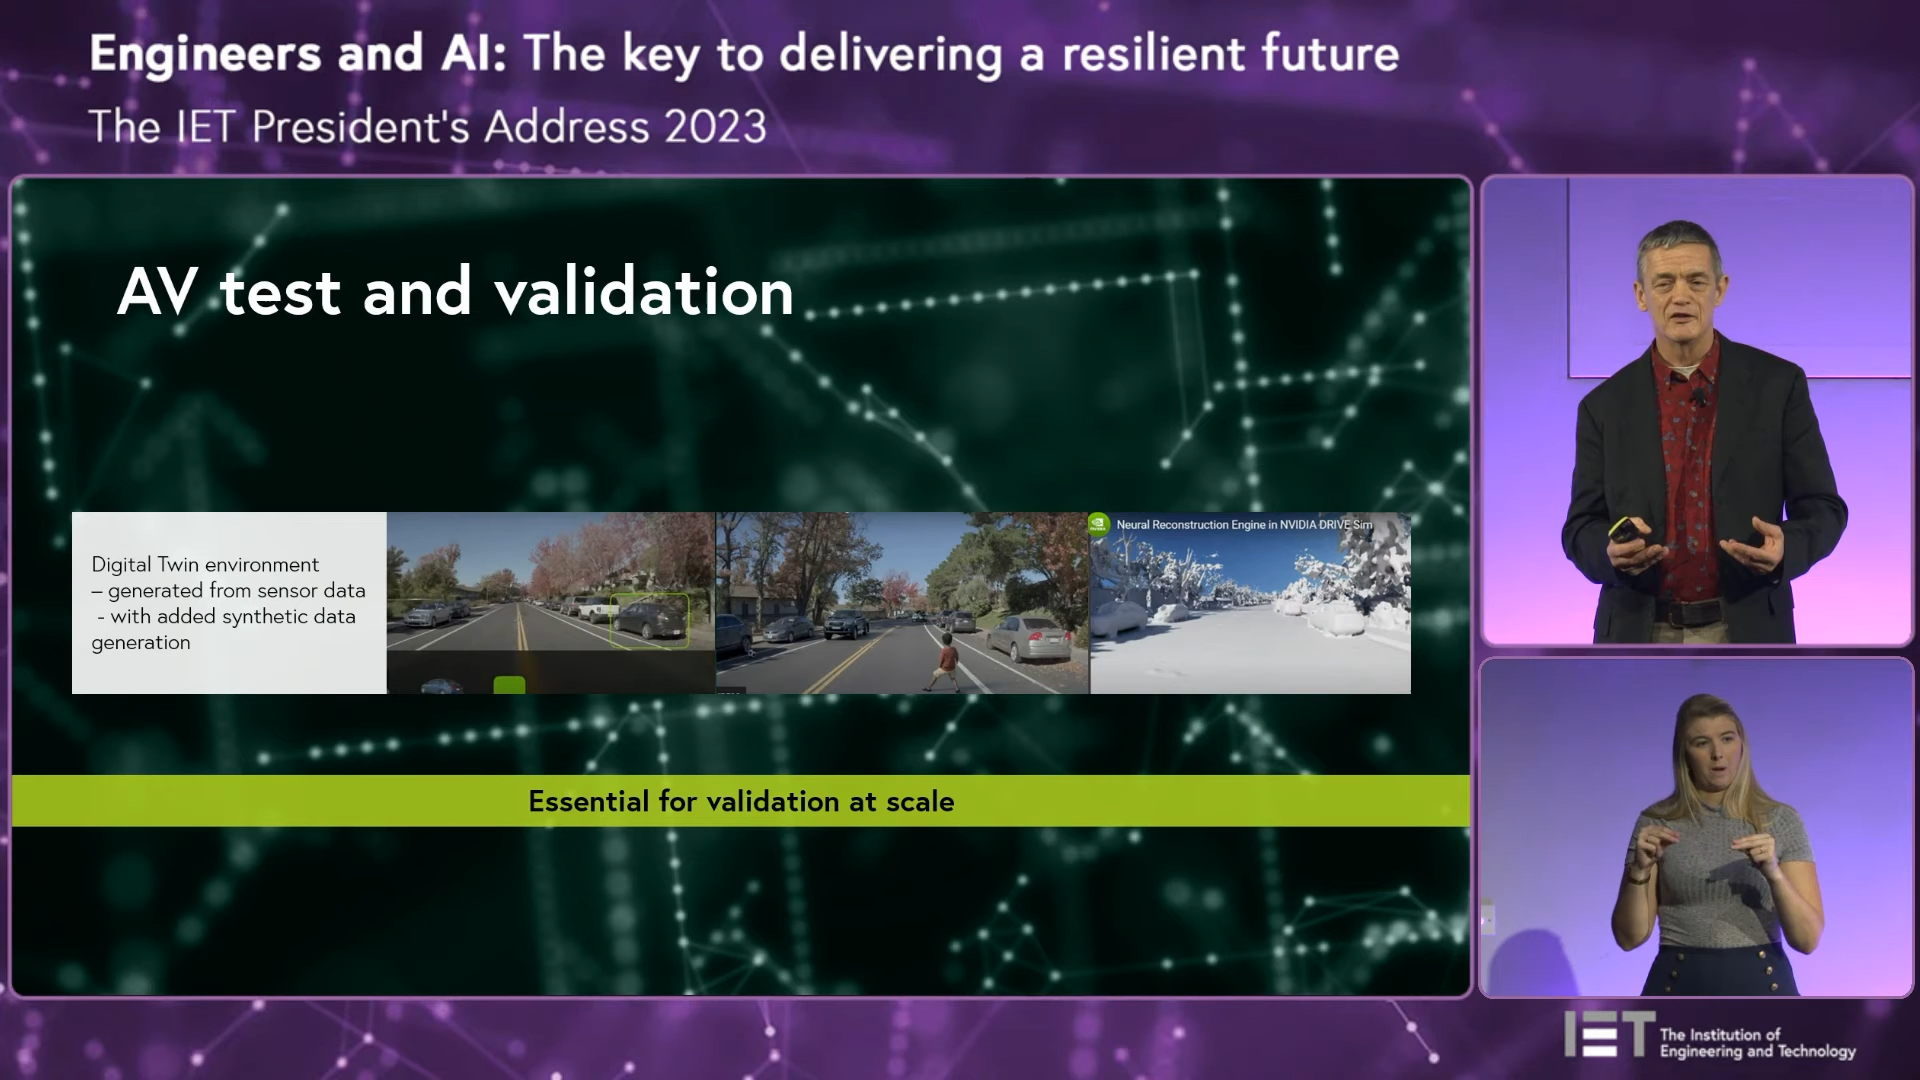 Engineers and AI: The key to delivering a resilient future
The IET President's Address 2023
AV test and validation
Digital Twin environment
– generated from sensor data
- with added synthetic data
generation
Neural Reconstruction Engine in NVIDIA DRIVE Sim
Essential for validation at scale
IET
The Institution of
Engineering and Technology